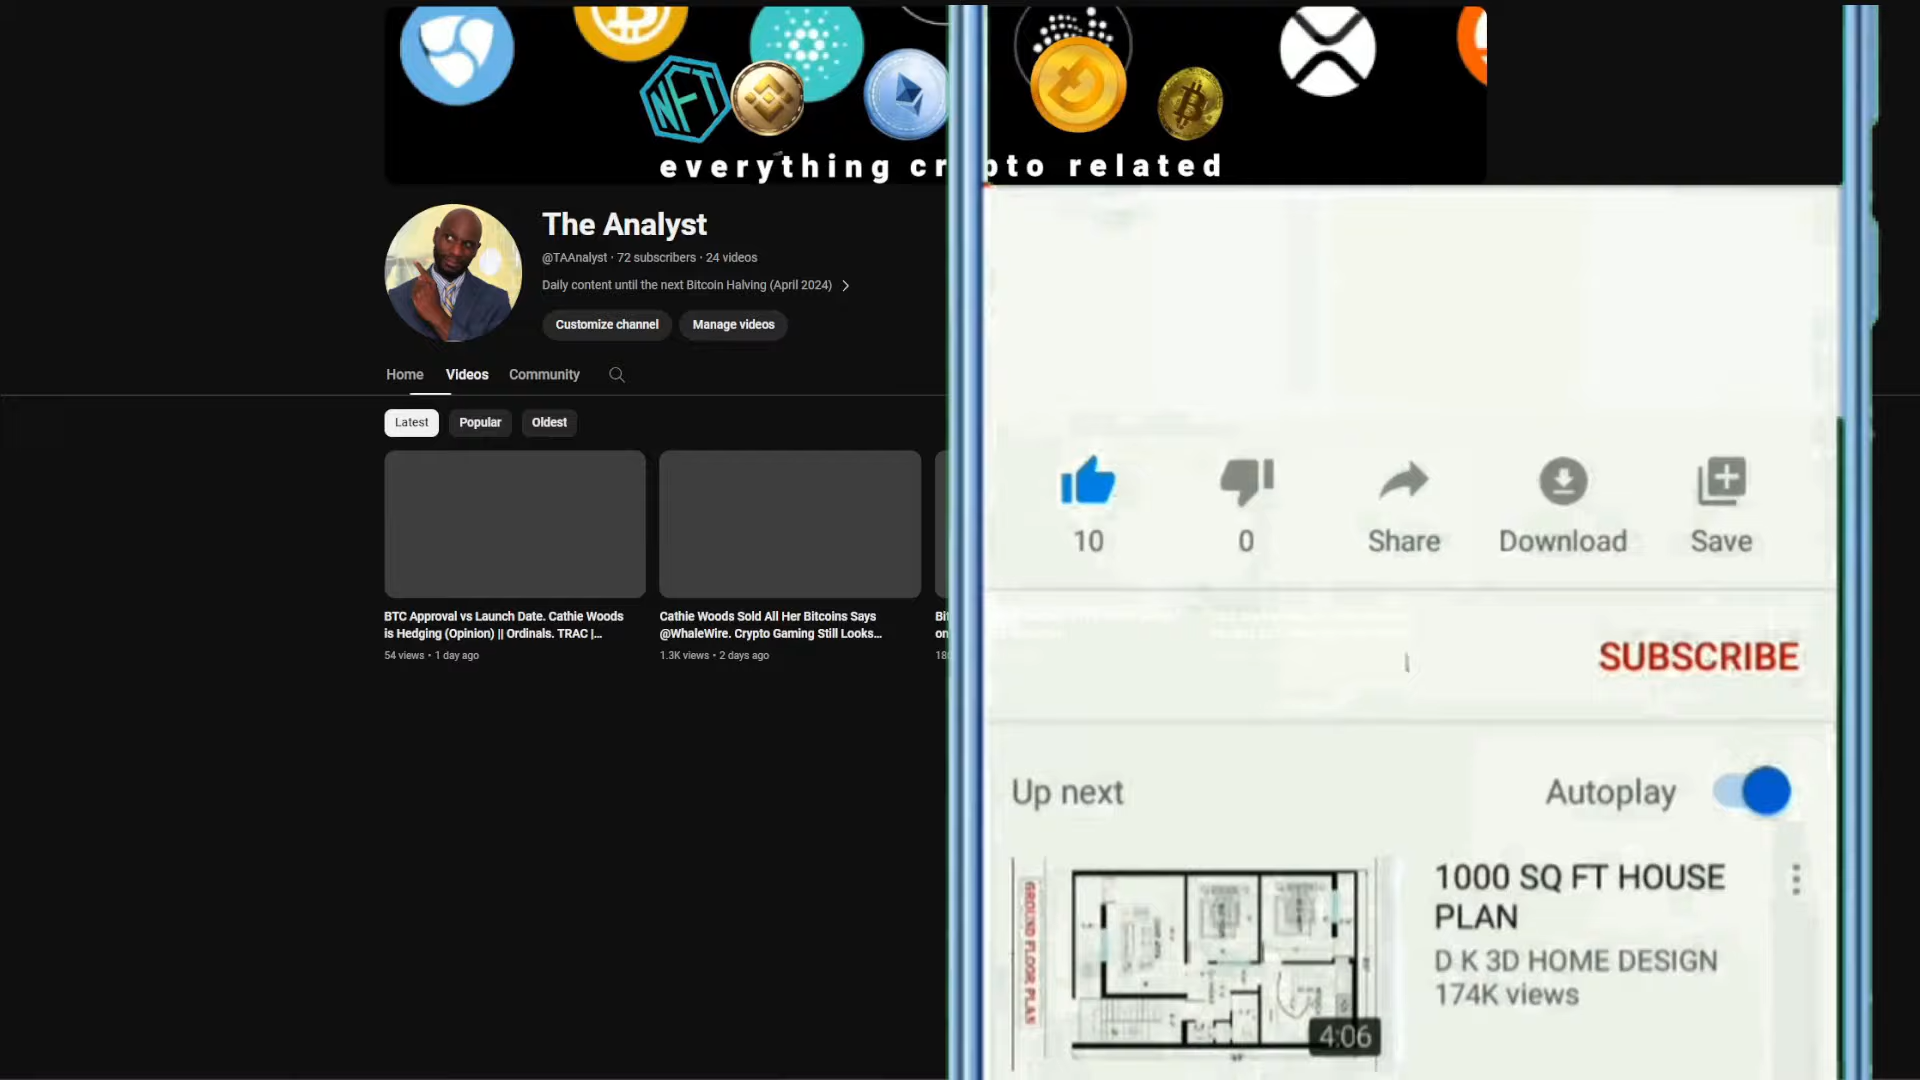 NFT
everything cr pto related
The Analyst
@TAAnalyst · 72 subscribers · 24 videos
Daily content until the next Bitcoin Halving (April 2024)
Customize channel
Manage videos
Home
Videos
Community
Latest
Popular
Oldest
BTC Approval vs Launch Date. Cathie Woods
is Hedging (Opinion) || Ordinals. TRAC |...
54 views • 1 day ago
Cathie Woods Sold All Her Bitcoins Says
@WhaleWire. Crypto Gaming Still Looks...
1.3K views • 2 days ago
Bit
on
18
10
0
Share
Download
Save
SUBSCRIBE
Up next
Autoplay
GROUND FLOOR PLAN
4:06
1000 SQ FT HOUSE
PLAN
D K 3D HOME DESIGN
174K views